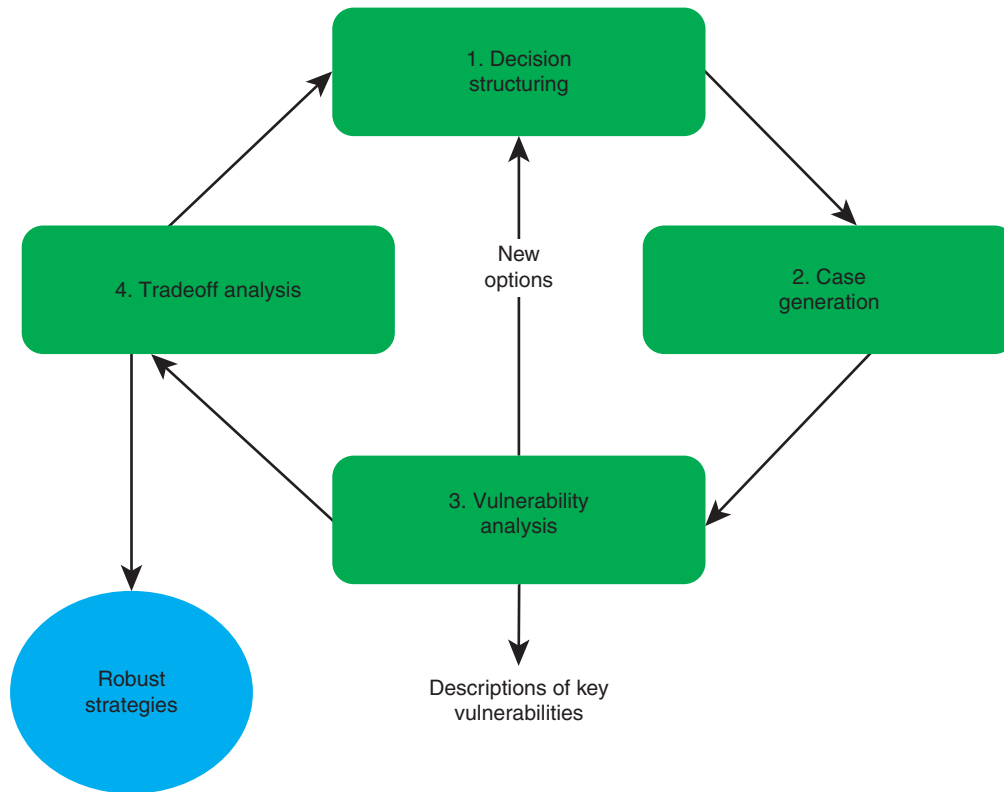 1. Decision
structuring
New
options
4. Tradeoff analysis
2. Case
generation
3. Vulnerability
analysis
Robust
strategies
Descriptions of key
vulnerabilities